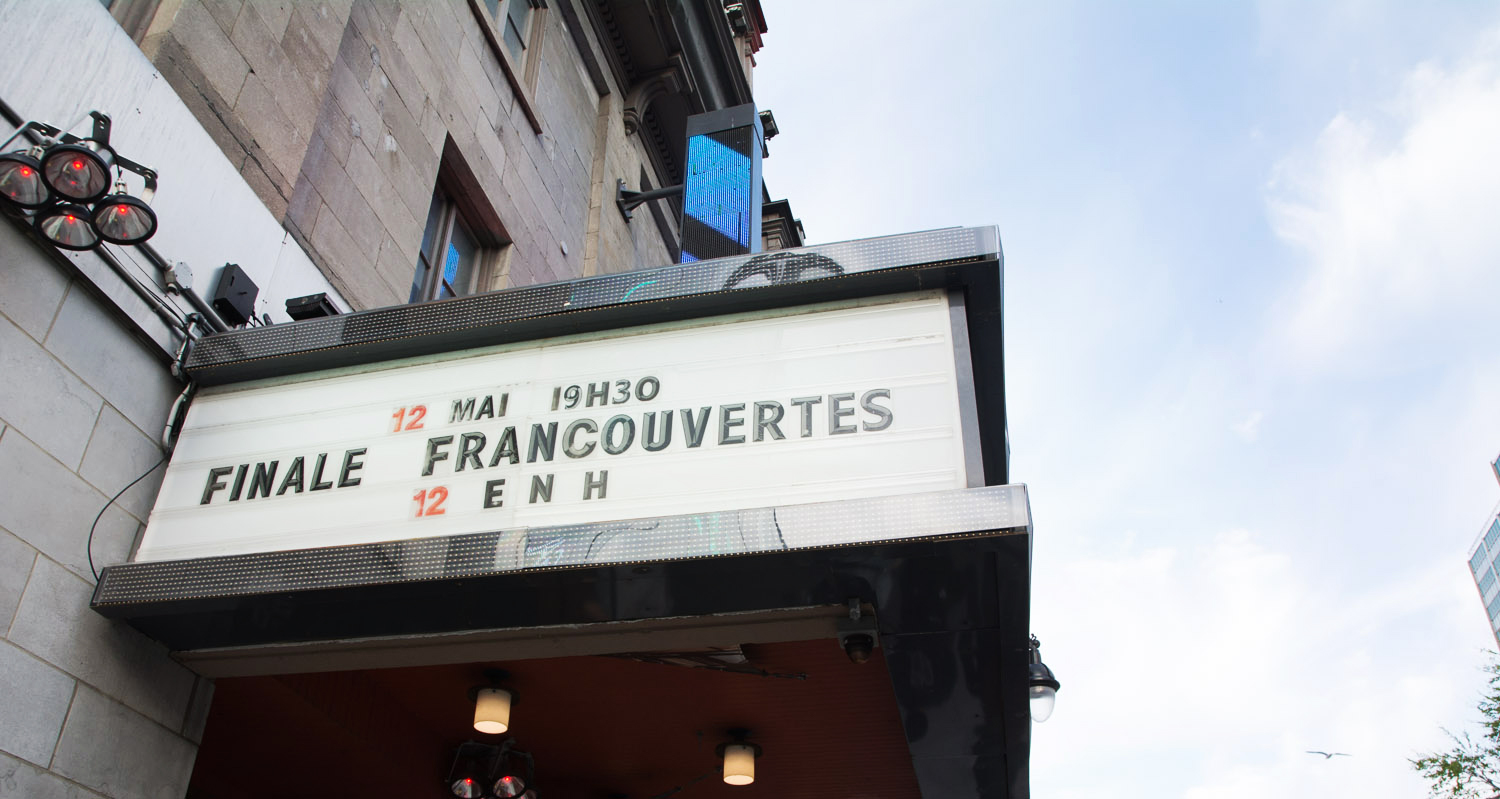 12 MAI 19H30
FINALE FRANCOUVERTES
12 E N H